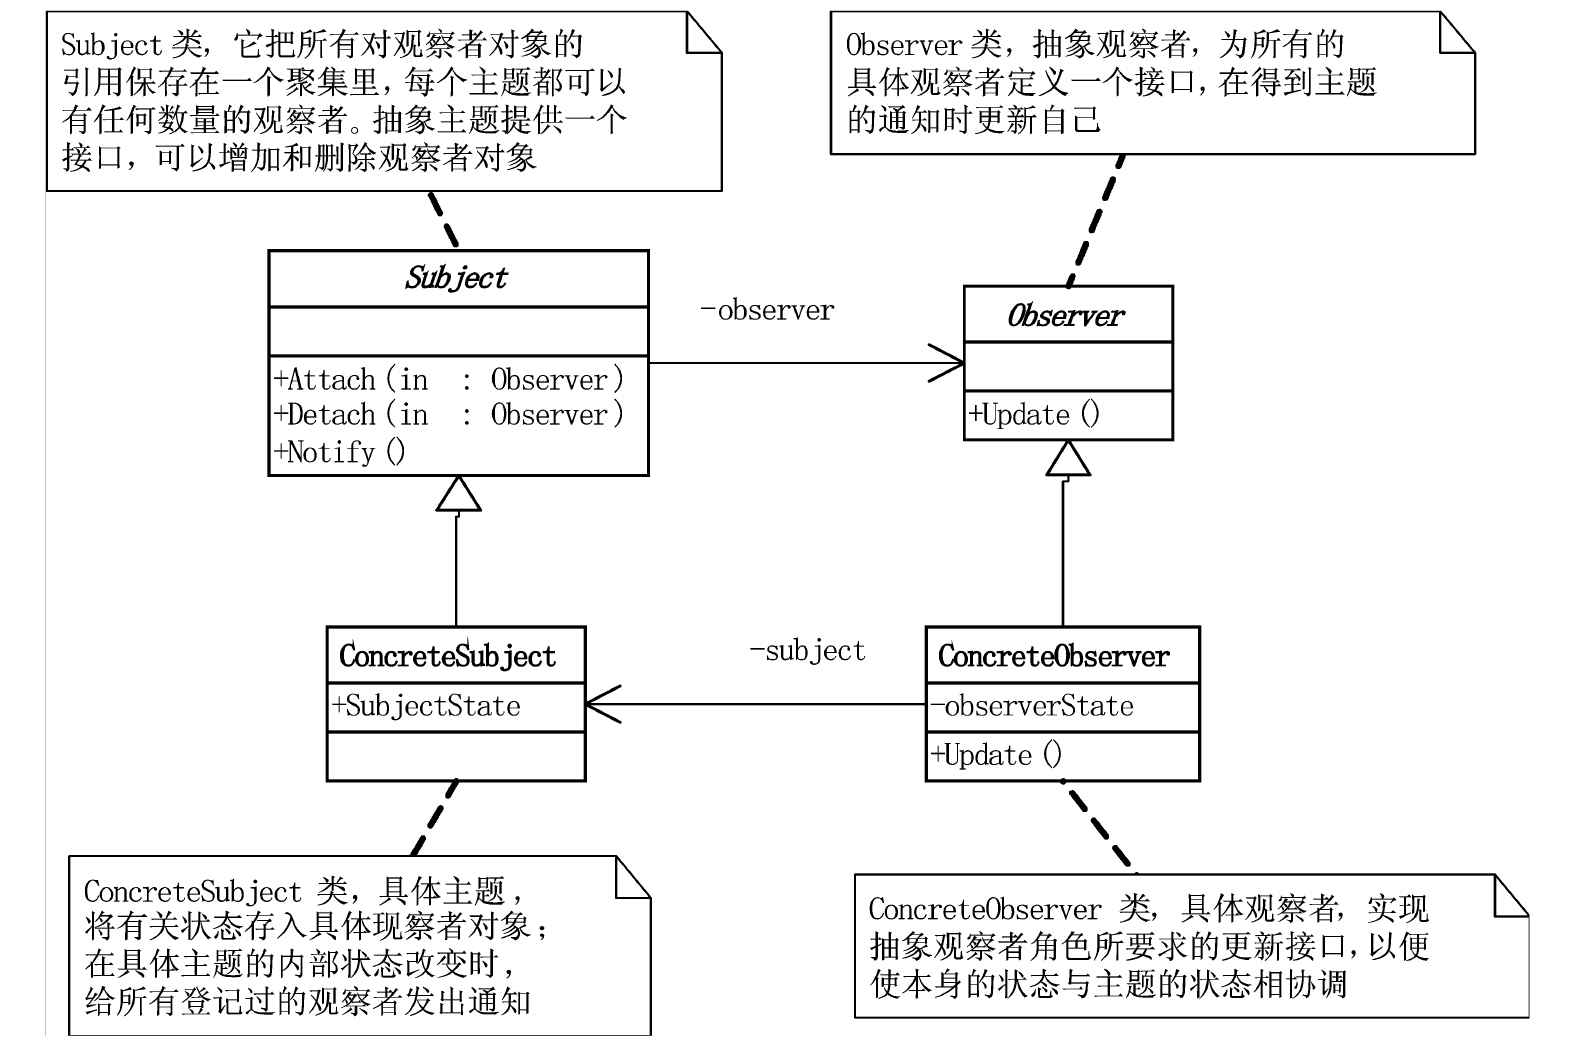 Subject 类，它把所有对观察者对象的
引用保存在一个聚集里，每个主题都可以
有任何数量的观察者。抽象主题提供一个
接口，可以增加和删除观察者对象
Observer 类，抽象观察者，为所有的
具体观察者定义一个接口，在得到主题
的通知时更新自己
Subject
+Attach(in : Observer)
+Detach(in : Observer)
+Notify()
-observer
Observer
+Update()
ConcreteSubject
+SubjectState
-subject
ConcreteObserver
-observerState
+Update()
ConcreteSubject 类，具体主题，
将有关状态存入具体现察者对象；
在具体主题的内部状态改变时，
给所有登记过的观察者发出通知
ConcreteObserver 类，具体观察者，实现
抽象观察者角色所要求的更新接口，以便
使本身的状态与主题的状态相协调